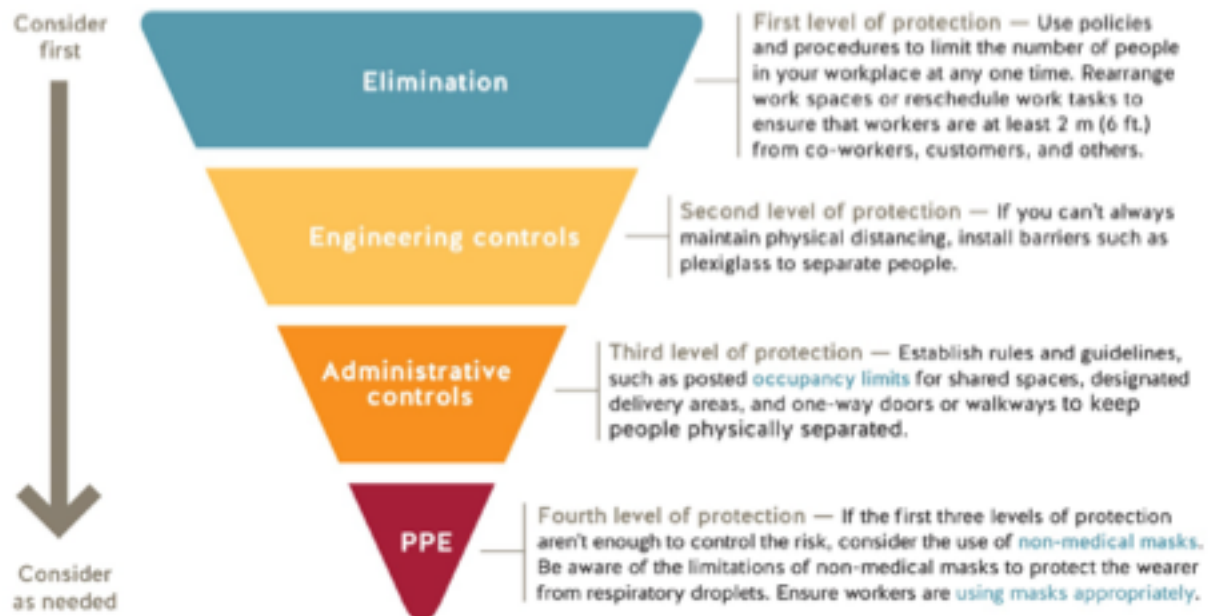 Consider
first
Elimination
First level of protection — Use policies
and procedures to limit the number of people
in your workplace at any one time. Rearrange
work spaces or reschedule work tasks to
ensure that workers are at least 2 m (6 ft.)
from co-workers, customers, and others.
Engineering controls
Second level of protection — If you can't always
maintain physical distancing, install barriers such as
plexiglass to separate people.
Administrative
controls
Third level of protection — Establish rules and guidelines,
such as posted occupancy limits for shared spaces, designated
delivery areas, and one-way doors or walkways to keep
people physically separated.
PPE
Fourth level of protection — If the first three levels of protection
aren't enough to control the risk, consider the use of non-medical masks.
Be aware of the limitations of non-medical masks to protect the wearer
from respiratory droplets. Ensure workers are using masks appropriately.
Consider
as needed